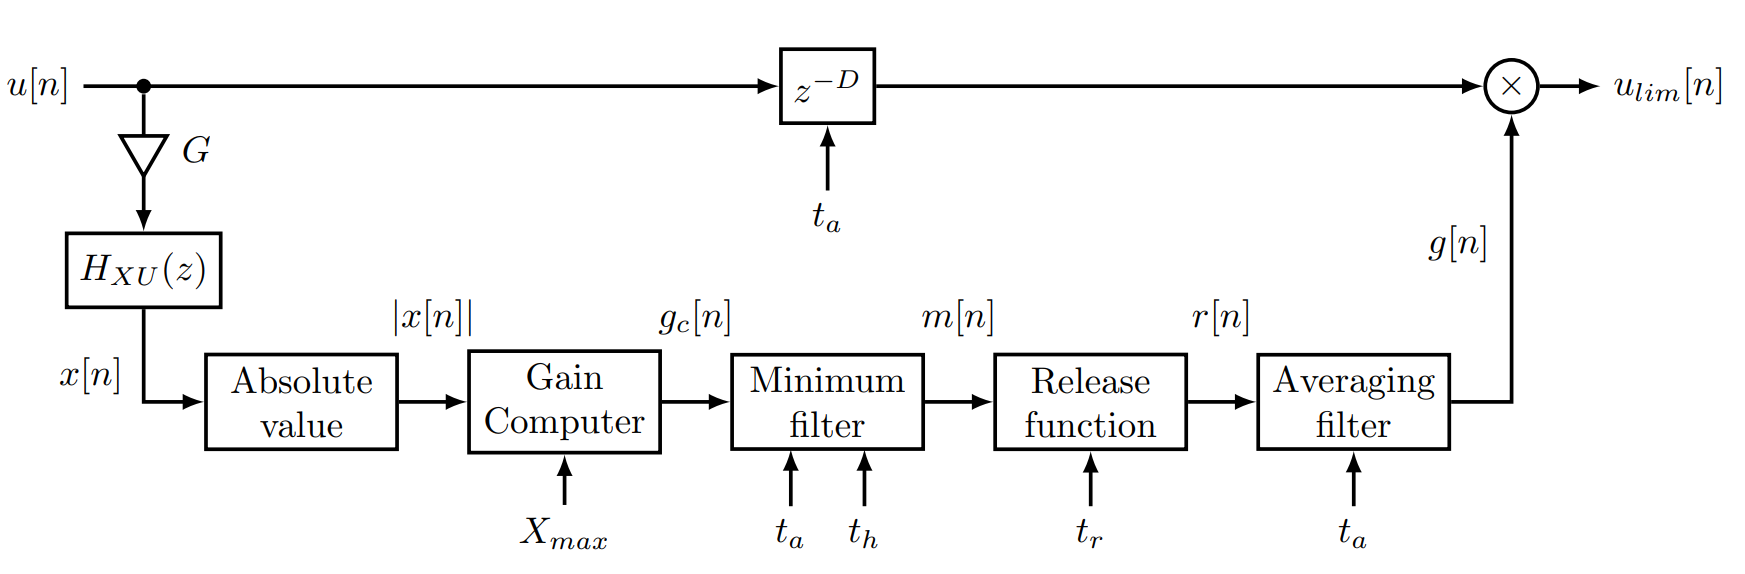 u[n]
z^{-D}
×
u_{lim}[n]
G
t_a
H_{XU}(z)
g[n]
|x[n]|
g_c[n]
m[n]
r[n]
x[n]
Absolute
value
Gain
Computer
Minimum
filter
Release
function
Averaging
filter
X_{max}
t_a
t_h
t_r
t_a